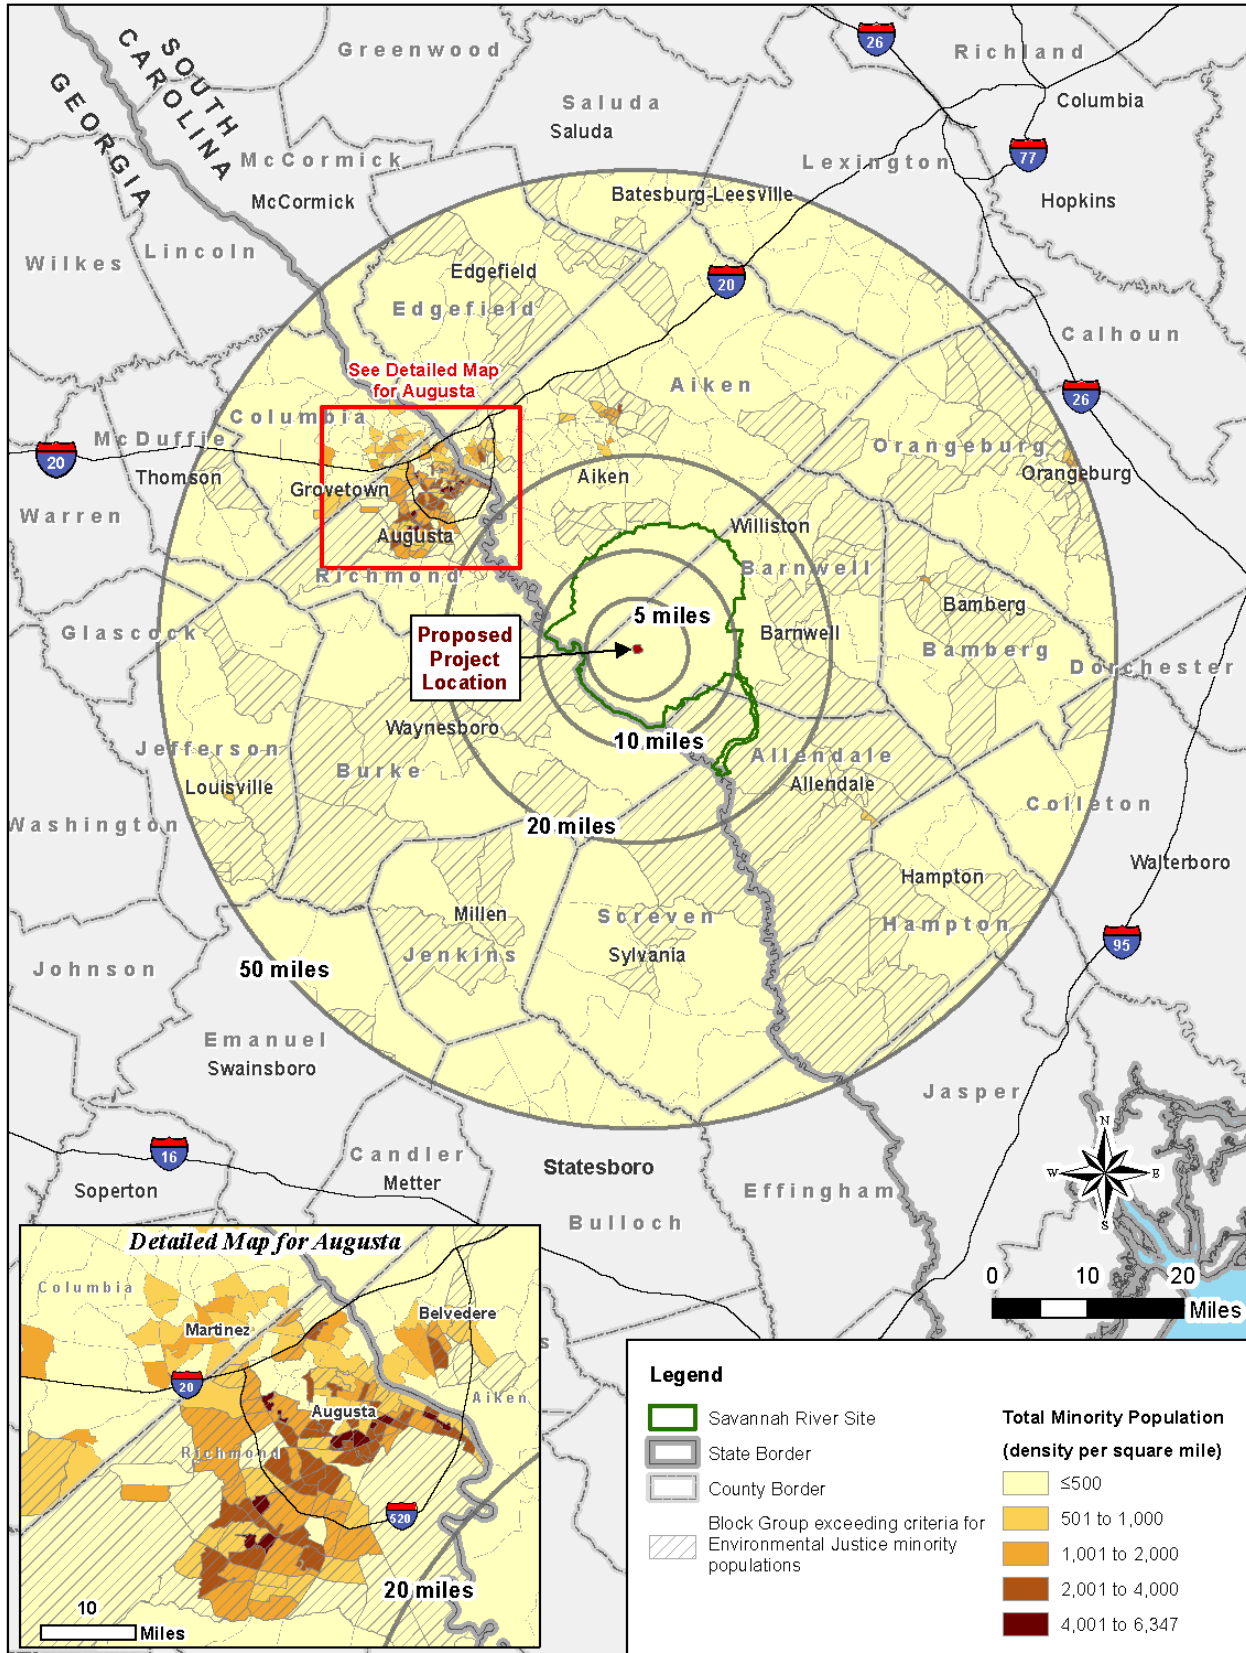 Greenwood
26
Richland
SOUTH
CAROLINA
GEORGIA
Saluda
Saluda
Columbia
McCormick
McCormick
Lexington
77
Batesburg-Leesville
Hopkins
Wilkes
Lincoln
Edgefield
20
Edgefield
Calhoun
See Detailed Map
for Augusta
Aiken
26
Columbia
McDuffie
20
Thomson
Orangeburg
Orangeburg
Grovetown
Aiken
Warren
Augusta
Williston
Richmond
Barnwell
Glascock
5 miles
Bamberg
Barnwell
Bamberg
Proposed
Project
Location
Dorchester
Waynesboro
10 miles
Jefferson
Burke
Allendale
Allendale
Louisville
Colleton
Washington
20 miles
Walterboro
Hampton
Millen
Screven
Hampton
Jenkins
Sylvania
95
Johnson
50 miles
Emanuel
Swainsboro
Jasper
N
W
E
S
16
Candler
Metter
Statesboro
Soperton
Effingham
Bulloch
0 10 20
Miles
Detailed Map for Augusta
Columbia
Belvedere
Martinez
20
Aiken
Augusta
Richmond
520
20 miles
10
Miles
s
Legend
Savannah River Site
State Border
County Border
Block Group exceeding criteria for
Environmental Justice minority
populations
Total Minority Population
(density per square mile)
≤500
501 to 1,000
1,001 to 2,000
2,001 to 4,000
4,001 to 6,347